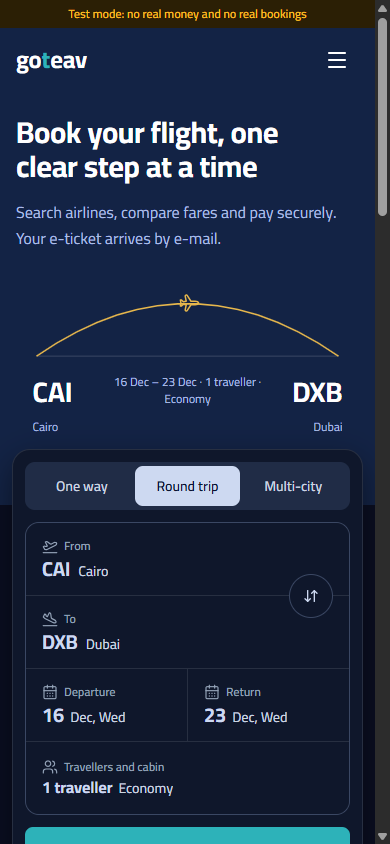 Test mode: no real money and no real bookings
goteav
Book your flight, one
clear step at a time
Search airlines, compare fares and pay securely.
Your e-ticket arrives by e-mail.
CAI
16 Dec – 23 Dec · 1 traveller ·
Economy
DXB
Cairo
Dubai
One way
Round trip
Multi-city
From
CAI Cairo
To
DXB Dubai
Departure
16 Dec, Wed
Return
23 Dec, Wed
Travellers and cabin
1 traveller Economy